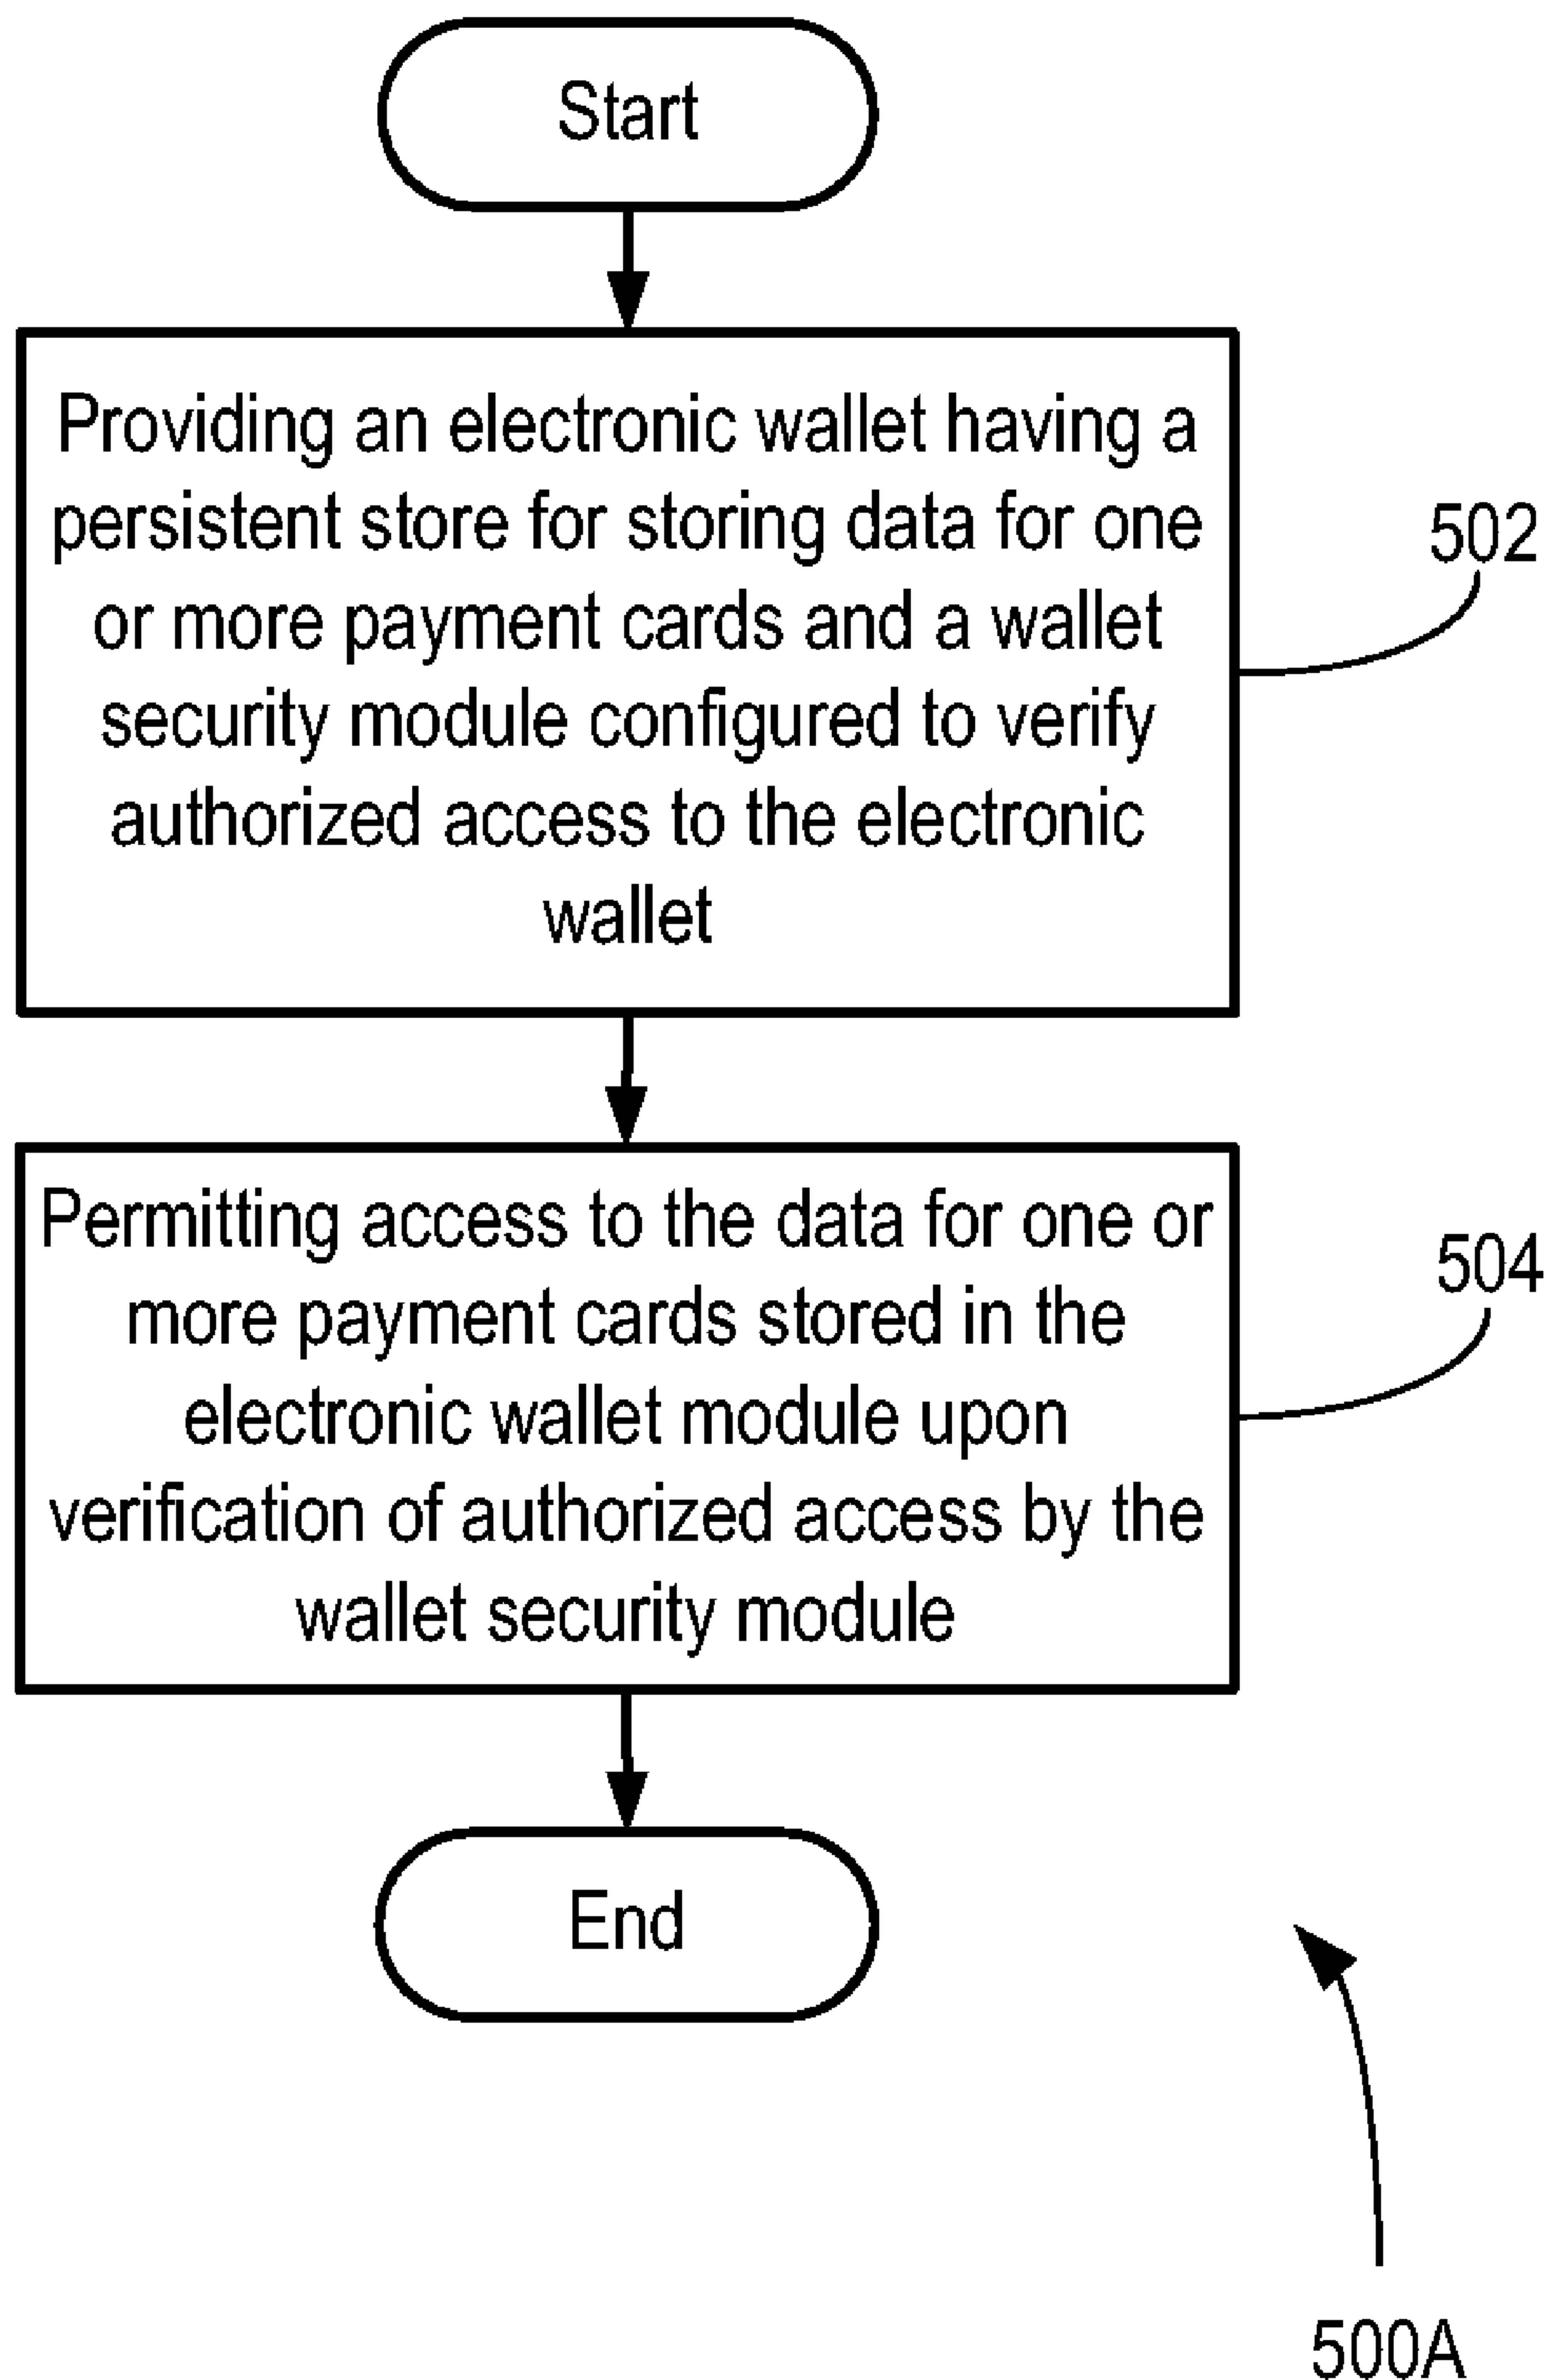 Start
Providing an electronic wallet having a
persistent store for storing data for one
or more payment cards and a wallet
security module configured to verify
authorized access to the electronic
wallet
502
Permitting access to the data for one or
more payment cards stored in the
electronic wallet module upon
verification of authorized access by the
wallet security module
504
End
500A